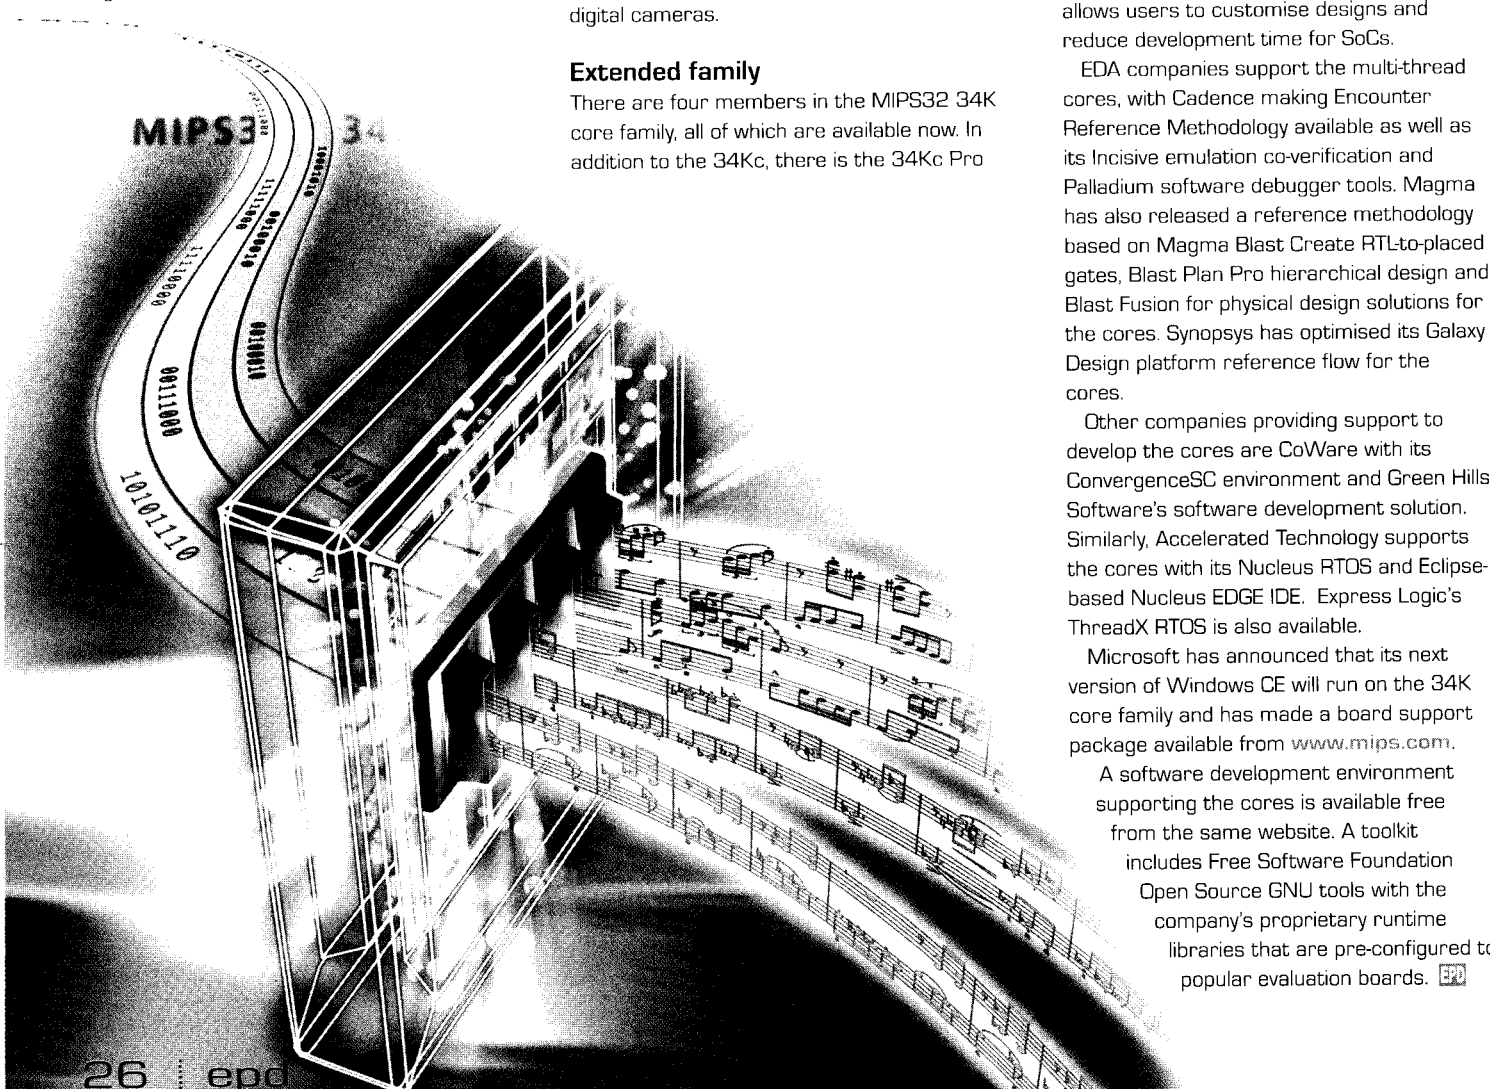 MIPS3 34
1111000
00100010
10001010
11110000
00100010
00111000
10101110
digital cameras.
Extended family
There are four members in the MIPS32 34K
core family, all of which are available now. In
addition to the 34Kc, there is the 34Kc Pro
allows users to customise designs and
reduce development time for SoCs.
EDA companies support the multi-thread
cores, with Cadence making Encounter
Reference Methodology available as well as
its Incisive emulation co-verification and
Palladium software debugger tools. Magma
has also released a reference methodology
based on Magma Blast Create RTL-to-placed
gates, Blast Plan Pro hierarchical design and
Blast Fusion for physical design solutions for
the cores. Synopsys has optimised its Galaxy
Design platform reference flow for the
cores.
Other companies providing support to
develop the cores are CoWare with its
ConvergenceSC environment and Green Hills
Software's software development solution.
Similarly, Accelerated Technology supports
the cores with its Nucleus RTOS and Eclipse-
based Nucleus EDGE IDE. Express Logic's
ThreadX RTOS is also available.
Microsoft has announced that its next
version of Windows CE will run on the 34K
core family and has made a board support
package available from www.mips.com.
A software development environment
supporting the cores is available free
from the same website. A toolkit
includes Free Software Foundation
Open Source GNU tools with the
company's proprietary runtime
libraries that are pre-configured to
popular evaluation boards. EPD
26 epd